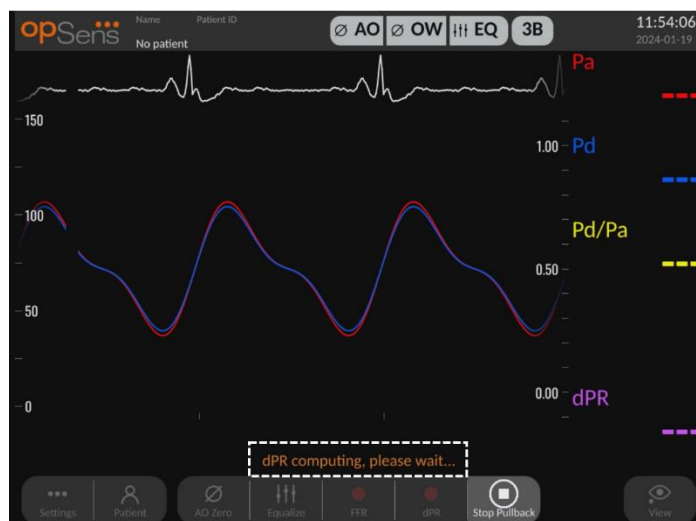 opSens
Name Patient ID
No patient
Ø AO Ø OW EQ 3B
11:54:06
2024-01-19
Pa
150
1.00 Pd
100
Pd/Pa
0.50
50
0.00 dPR
0
dPR computing, please wait...
Settings Patient AO Zero Equalize FFR dPR Stop Pullback View